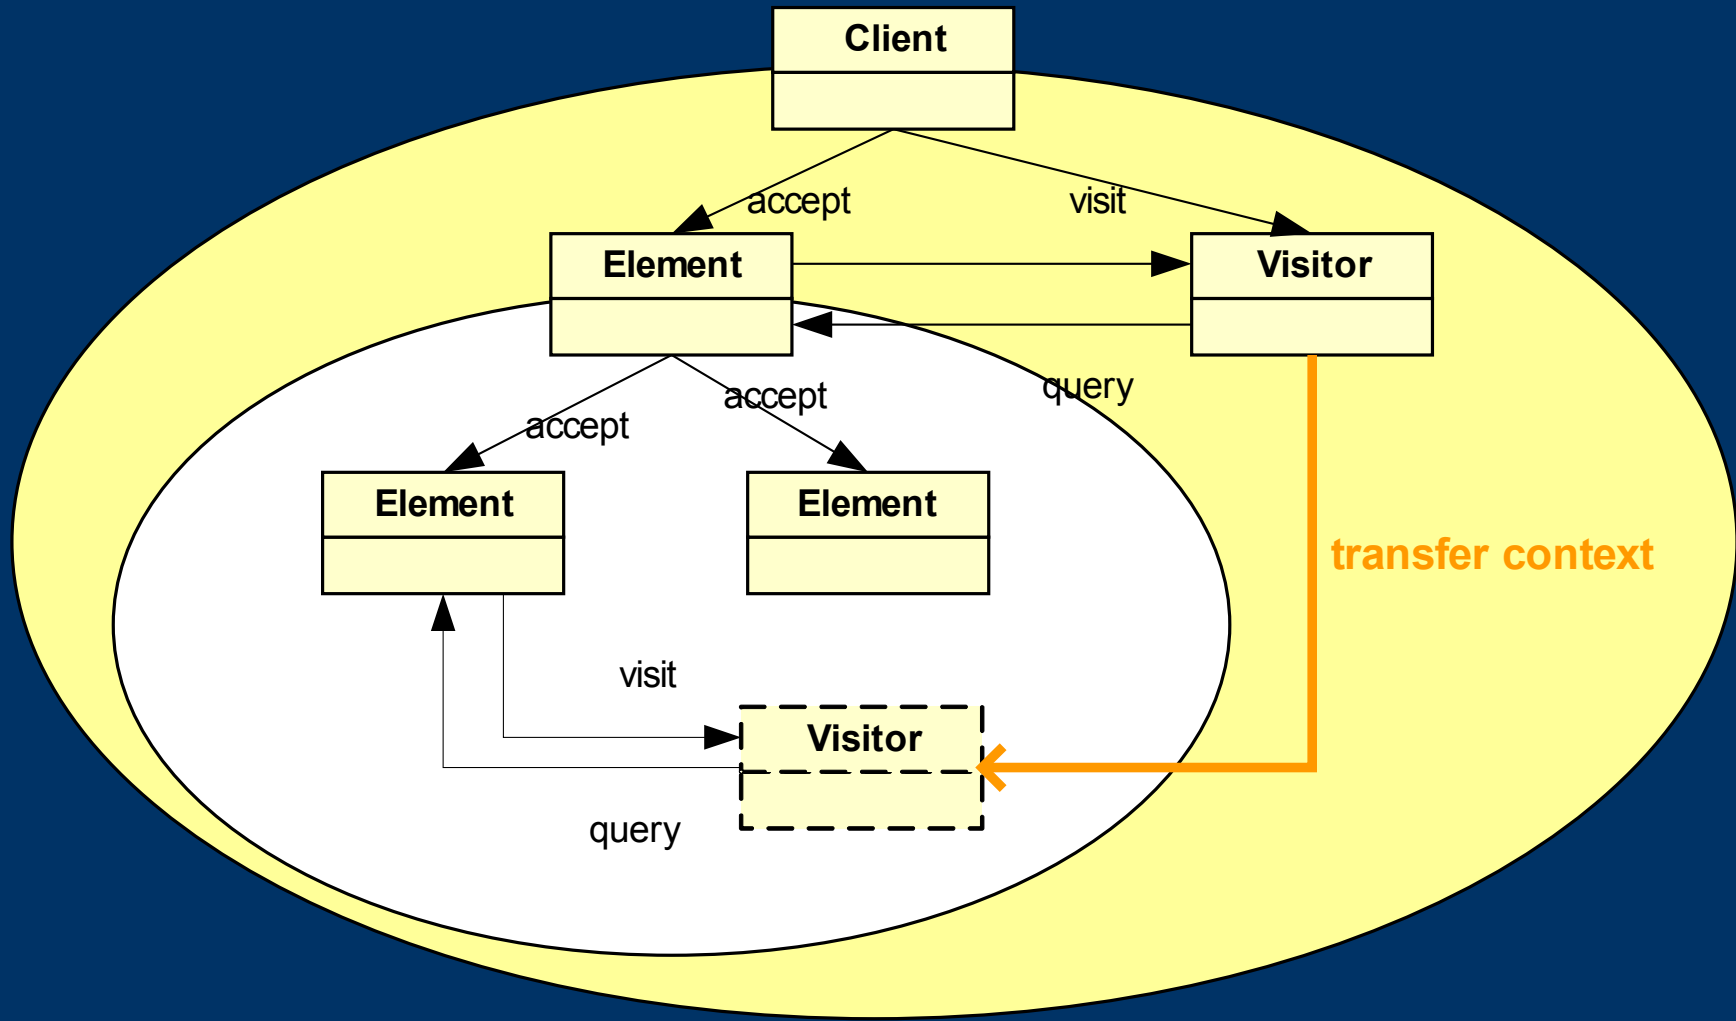 Client
accept
visit
Element
Visitor
query
accept
accept
Element
Element
transfer context
visit
Visitor
query